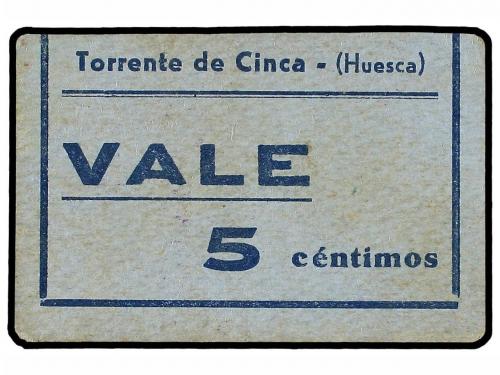 Torrente de Cinca - (Huesca)
VALE
5 céntimos